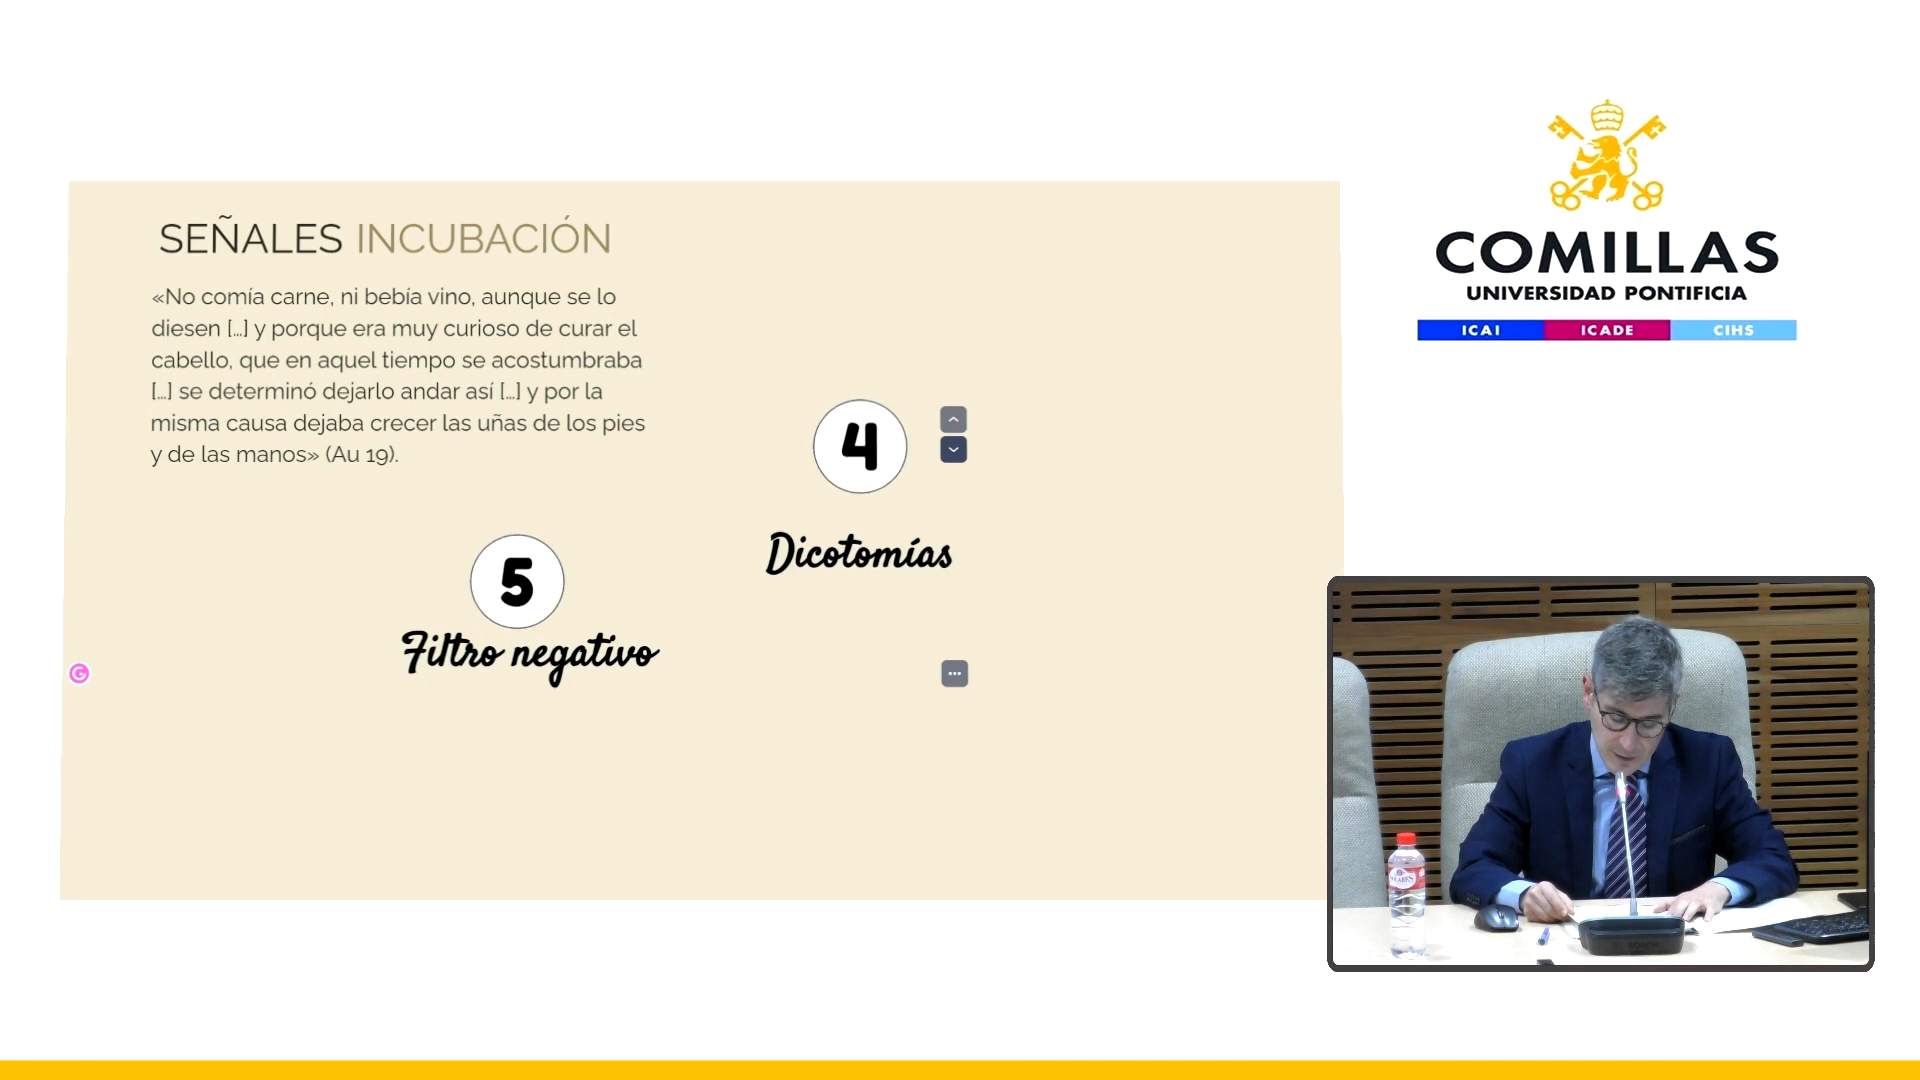 SEÑALES INCUBACIÓN
«No comía carne, ni bebía vino, aunque se lo
diesen [...] y porque era muy curioso de curar el
cabello, que en aquel tiempo se acostumbraba
[...] se determinó dejarlo andar así [...] y por la
misma causa dejaba crecer las uñas de los pies
y de las manos» (Au 19).
4
Dicotomías
5
Filtro negativo
COMILLAS
UNIVERSIDAD PONTIFICIA
ICAI ICADE CIHS